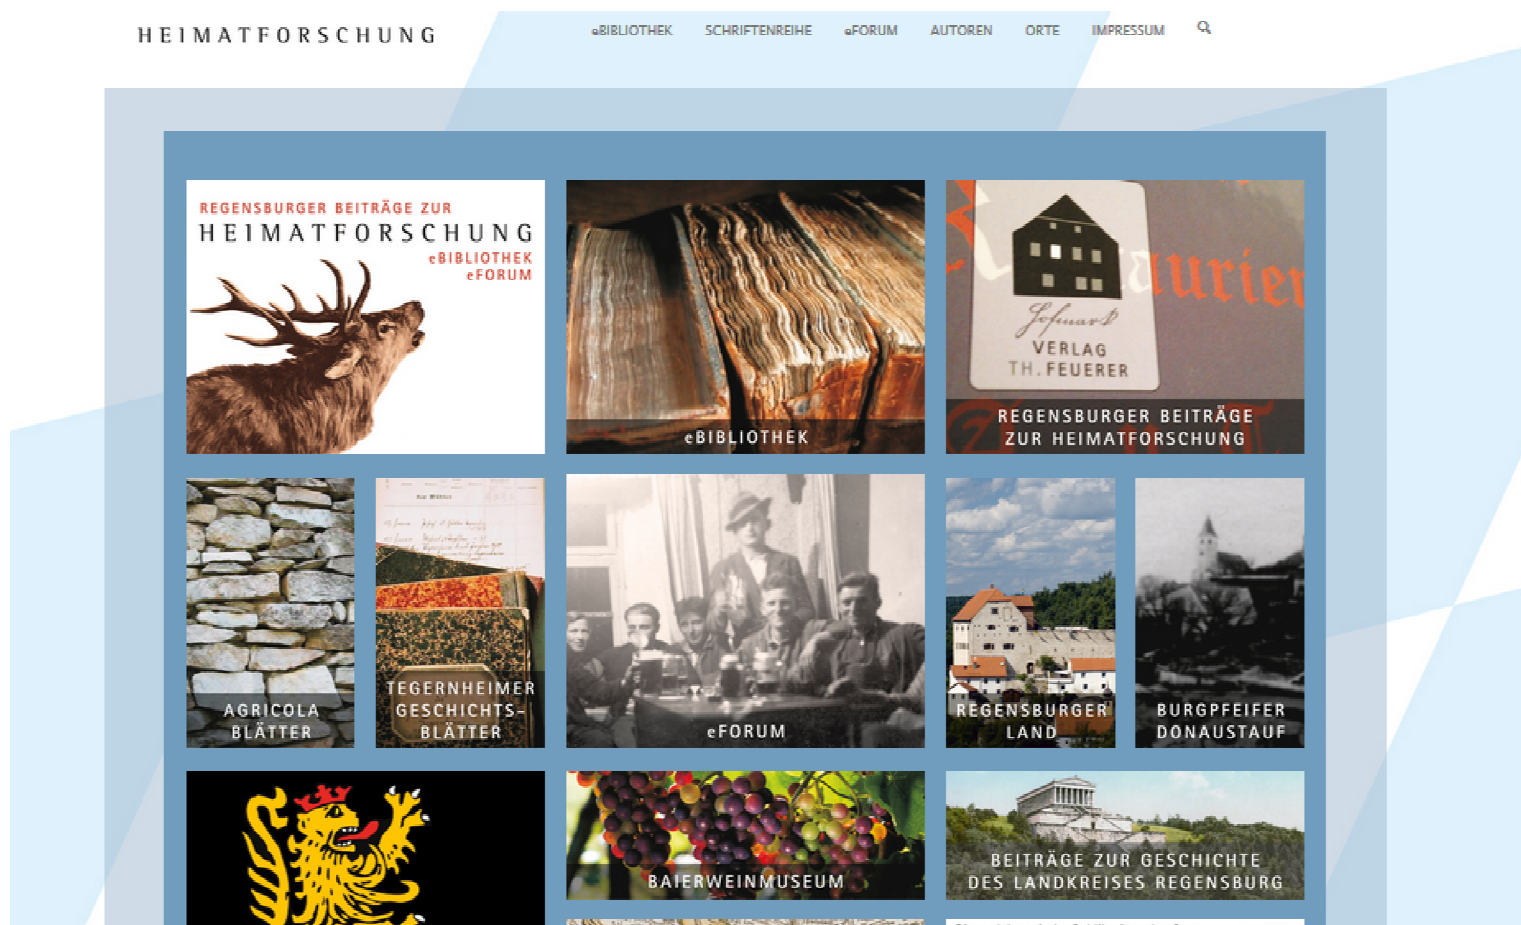 HEIMATFORSCHUNG
eBIBLIOTHEK SCHRIFTENREIHE eFORUM AUTOREN ORTE IMPRESSUM
REGENSBURGER BEITRÄGE ZUR
HEIMATFORSCHUNG
eBIBLIOTHEK
eFORUM
eBIBLIOTHEK
aurier
Hofmark
VERLAG
TH. FEUERER
REGENSBURGER BEITRÄGE
ZUR HEIMATFORSCHUNG
AGRICOLA
BLÄTTER
TEGERNHEIMER
GESCHICHTS-
BLÄTTER
eFORUM
REGENSBURGER
LAND
BURGPFEIFER
DONAUSTAUF
BAIERWEINMUSEUM
BEITRÄGE ZUR GESCHICHTE
DES LANDKREISES REGENSBURG